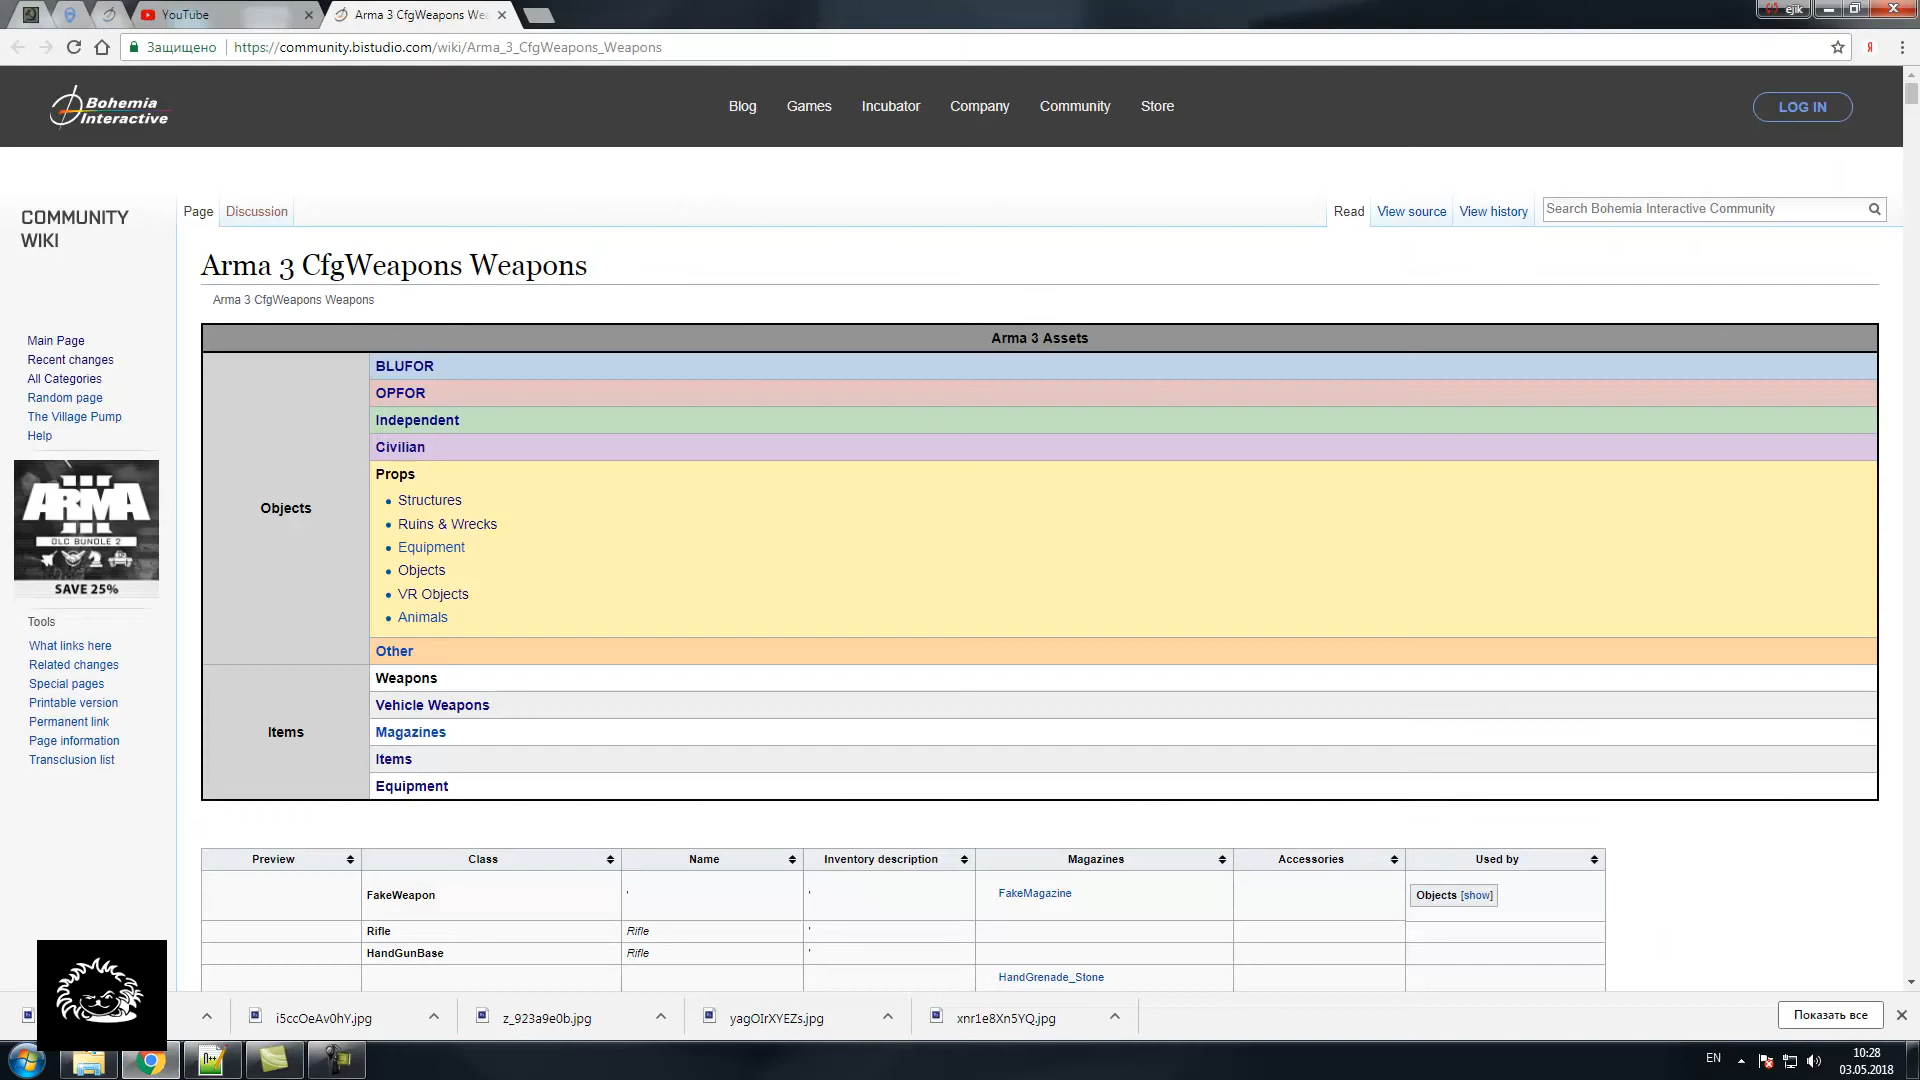 YouTube
Arma 3 CfgWeapons We
ejik
Защищено
https://community.bistudio.com/wiki/Arma_3_CfgWeapons_Weapons
Я
Bohemia
Interactive
Blog
Games
Incubator
Company
Community
Store
LOG IN
COMMUNITY
WIKI
Page
Discussion
Read
View source
View history
Search Bohemia Interactive Community
Arma 3 CfgWeapons Weapons
Arma 3 CfgWeapons Weapons
Main Page
Recent changes
All Categories
Random page
The Village Pump
Help
ARMA
III
DLC BUNDLE 2
SAVE 25%
Tools
What links here
Related changes
Special pages
Printable version
Permanent link
Page information
Transclusion list
Arma 3 Assets
Objects
BLUFOR
OPFOR
Independent
Civilian
Props
Structures
Ruins & Wrecks
Equipment
Objects
VR Objects
Animals
Other
Items
Weapons
Vehicle Weapons
Magazines
Items
Equipment
Preview Class Name Inventory description Magazines Accessories Used by
FakeWeapon ' ' FakeMagazine Objects [show]
Rifle Rifle '
HandGunBase Rifle '
HandGrenade_Stone
i5ccOeAv0hY.jpg
z_923a9e0b.jpg
yagOIrXYEZs.jpg
xnr1e8Xn5YQ.jpg
Показать все
EN
10:28
03.05.2018